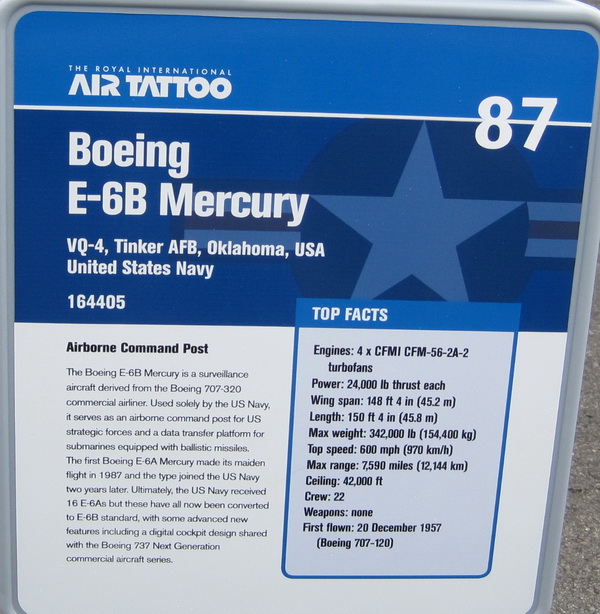 THE ROYAL INTERNATIONAL
AIR TATTOO
87
Boeing
E-6B Mercury
VQ-4, Tinker AFB, Oklahoma, USA
United States Navy
164405
Airborne Command Post
The Boeing E-6B Mercury is a surveillance
aircraft derived from the Boeing 707-320
commercial airliner. Used solely by the US Navy,
it serves as an airborne command post for US
strategic forces and a data transfer platform for
submarines equipped with ballistic missiles.
The first Boeing E-6A Mercury made its maiden
flight in 1987 and the type joined the US Navy
two years later. Ultimately, the US Navy received
16 E-6As but these have all now been converted
to E-6B standard, with some advanced new
features including a digital cockpit design shared
with the Boeing 737 Next Generation
commercial aircraft series.
TOP FACTS
Engines: 4 x CFMI CFM-56-2A-2
turbofans
Power: 24,000 lb thrust each
Wing span: 148 ft 4 in (45.2 m)
Length: 150 ft 4 in (45.8 m)
Max weight: 342,000 lb (154,400 kg)
Top speed: 600 mph (970 km/h)
Max range: 7,590 miles (12,144 km)
Ceiling: 42,000 ft
Crew: 22
Weapons: none
First flown: 20 December 1957
(Boeing 707-120)